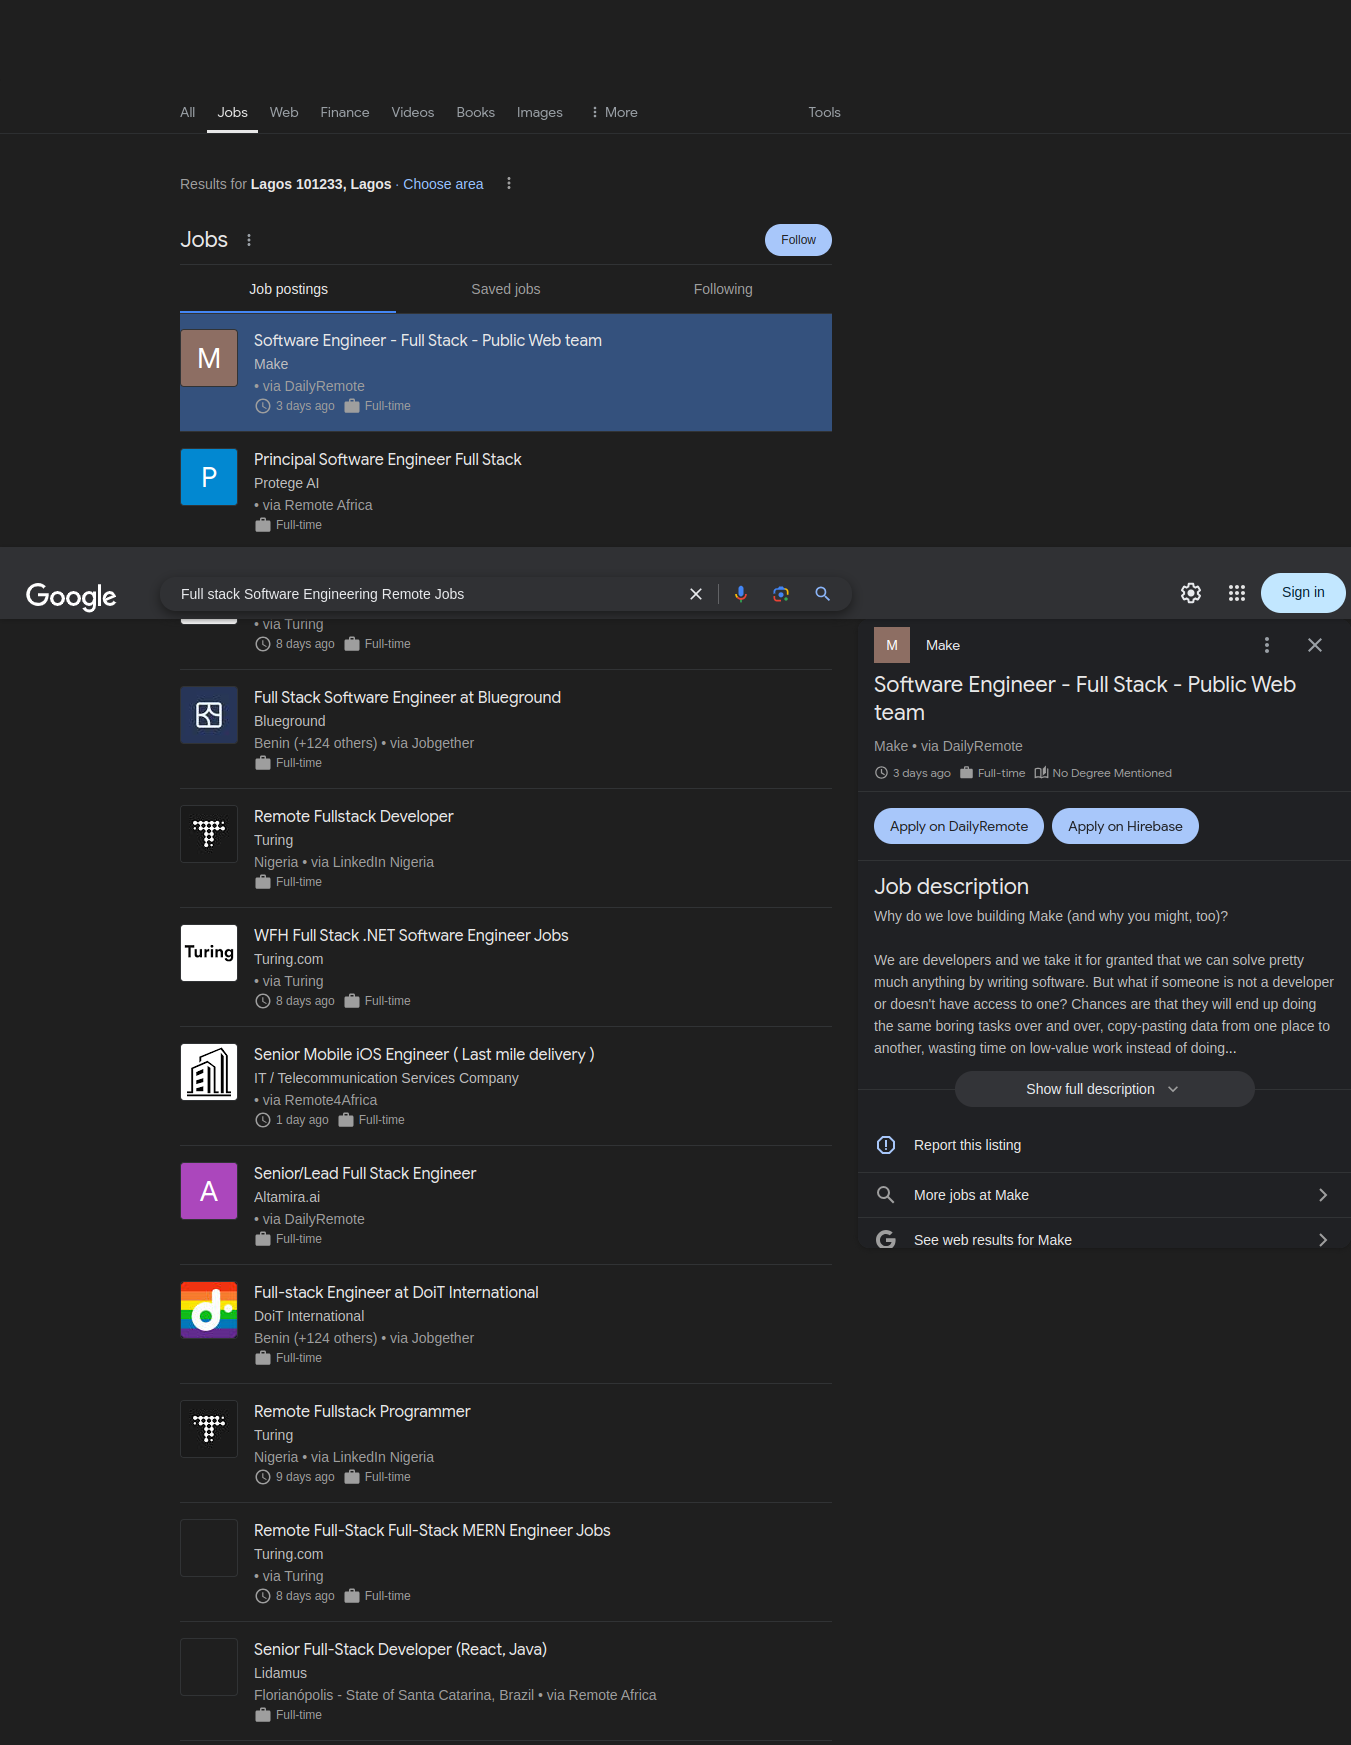 All Jobs Web Finance Videos Books Images More Tools
Results for Lagos 101233, Lagos · Choose area
Jobs
Follow
Job postings Saved jobs Following
M
Software Engineer - Full Stack - Public Web team
Make
• via DailyRemote
3 days ago Full-time
P
Principal Software Engineer Full Stack
Protege AI
• via Remote Africa
Full-time
Google
Full stack Software Engineering Remote Jobs
Sign in
• via Turing
8 days ago Full-time
Full Stack Software Engineer at Blueground
Blueground
Benin (+124 others) • via Jobgether
Full-time
Remote Fullstack Developer
Turing
Nigeria • via LinkedIn Nigeria
Full-time
Turing
WFH Full Stack .NET Software Engineer Jobs
Turing.com
• via Turing
8 days ago Full-time
Senior Mobile iOS Engineer ( Last mile delivery )
IT / Telecommunication Services Company
• via Remote4Africa
1 day ago Full-time
A
Senior/Lead Full Stack Engineer
Altamira.ai
• via DailyRemote
Full-time
d
Full-stack Engineer at DoiT International
DoiT International
Benin (+124 others) • via Jobgether
Full-time
Remote Fullstack Programmer
Turing
Nigeria • via LinkedIn Nigeria
9 days ago Full-time
Remote Full-Stack Full-Stack MERN Engineer Jobs
Turing.com
• via Turing
8 days ago Full-time
Senior Full-Stack Developer (React, Java)
Lidamus
Florianópolis - State of Santa Catarina, Brazil • via Remote Africa
Full-time
M Make
Software Engineer - Full Stack - Public Web
team
Make • via DailyRemote
3 days ago Full-time No Degree Mentioned
Apply on DailyRemote Apply on Hirebase
Job description
Why do we love building Make (and why you might, too)?
We are developers and we take it for granted that we can solve pretty
much anything by writing software. But what if someone is not a developer
or doesn't have access to one? Chances are that they will end up doing
the same boring tasks over and over, copy-pasting data from one place to
another, wasting time on low-value work instead of doing...
Show full description
Report this listing
More jobs at Make
See web results for Make